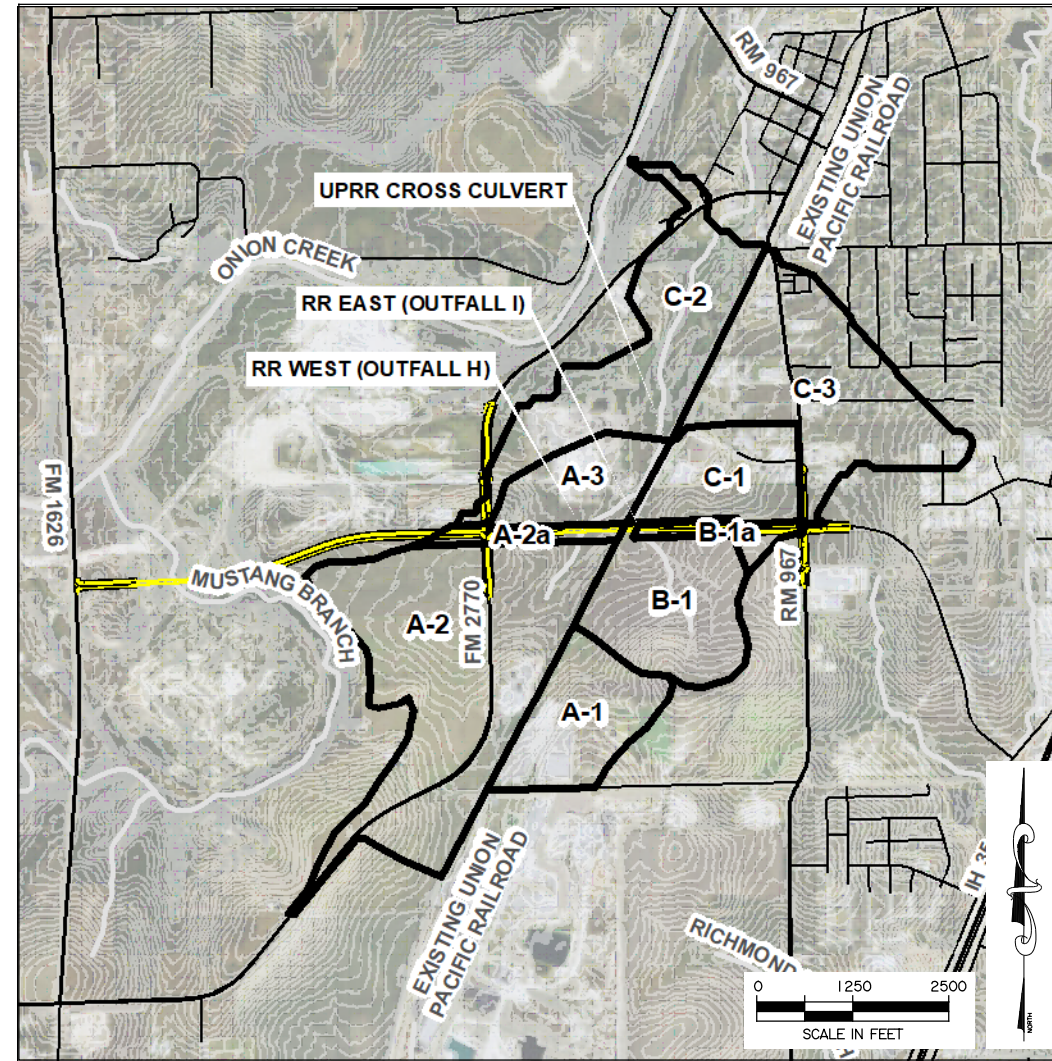 RM 967
EXISTING UNION
PACIFIC RAILROAD
UPRR CROSS CULVERT
ONION CREEK
RR EAST (OUTFALL I)
C-2
RR WEST (OUTFALL H)
C-3
FM 1626
A-3
C-1
A-2a
B-1a
MUSTANG BRANCH
FM 2770
RM 967
A-2
B-1
A-1
EXISTING UNION
PACIFIC RAILROAD
IH 35
RICHMOND
0 1250 2500
SCALE IN FEET
NORTH